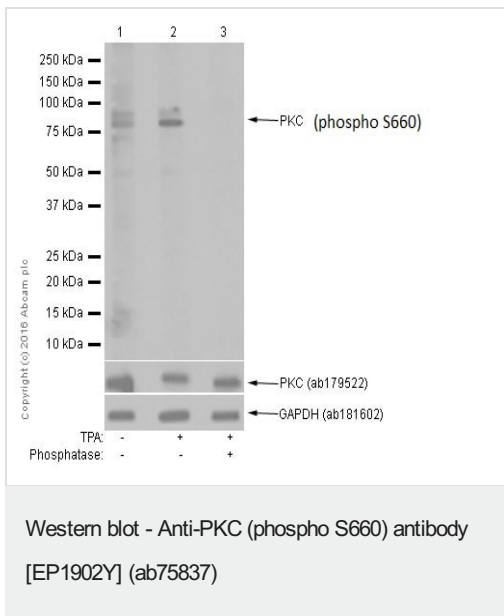 1 2 3
250 kDa
150 kDa
100 kDa
75 kDa
50 kDa
37 kDa
25 kDa
20 kDa
15 kDa
10 kDa
PKC (phospho S660)
PKC (ab179522)
GAPDH (ab181602)
TPA: - + +
Phosphatase: - - +
Copyright (c) 2016 Abcam plc
Western blot - Anti-PKC (phospho S660) antibody
[EP1902Y] (ab75837)